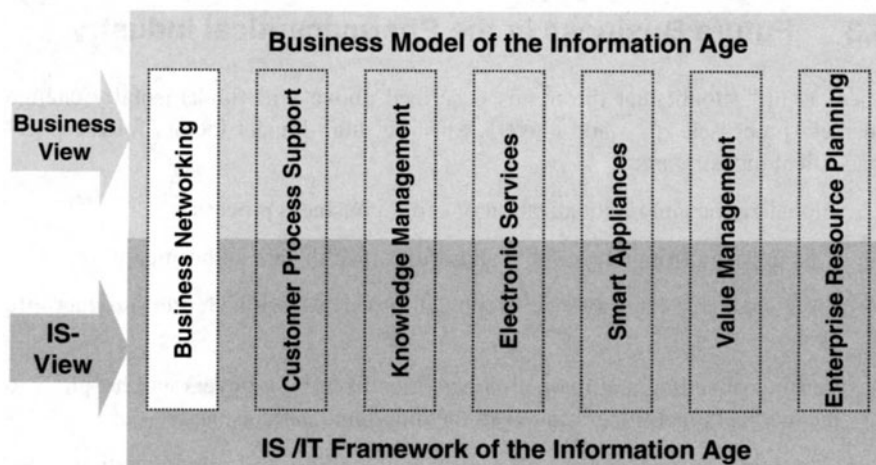 Business Model of the Information Age
Business
View
IS-
View
Business Networking
Customer Process Support
Knowledge Management
Electronic Services
Smart Appliances
Value Management
Enterprise Resource Planning
IS /IT Framework of the Information Age